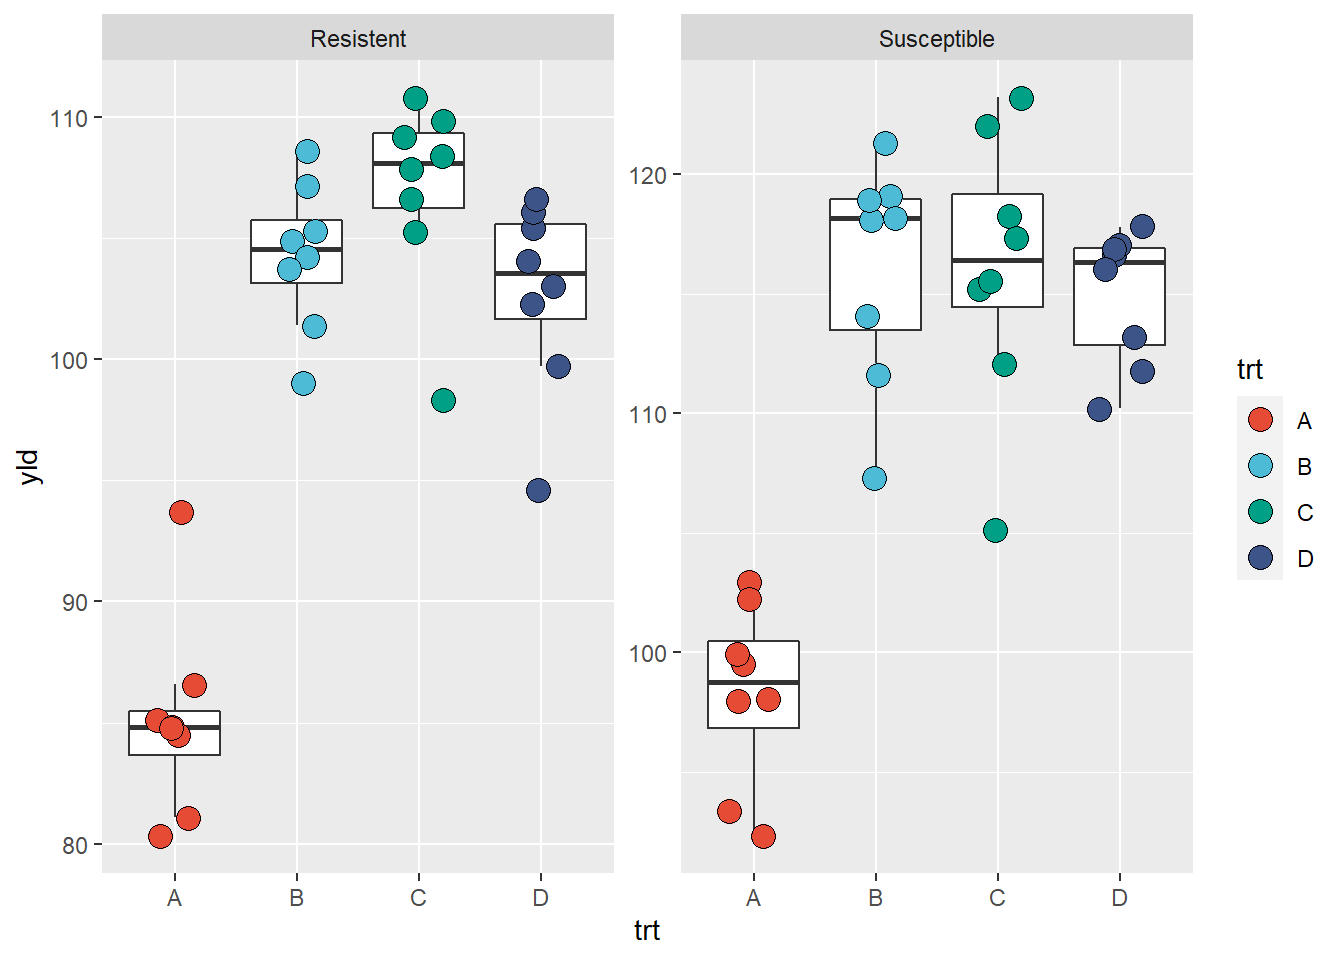 Resistent
Susceptible
yld
110
100
90
80
120
110
100
A B C D
A B C D
trt
trt
A
B
C
D